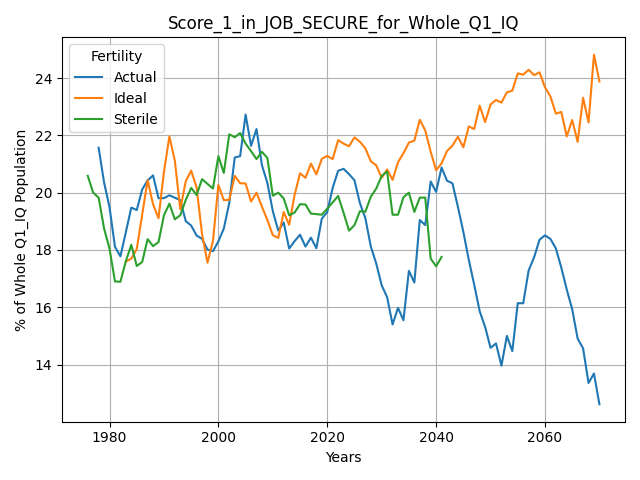 Score_1_in_JOB_SECURE_for_Whole_Q1_IQ
Fertility
Actual
Ideal
Sterile
% of Whole Q1_IQ Population
24
22
20
18
16
14
1980
2000
2020
2040
2060
Years